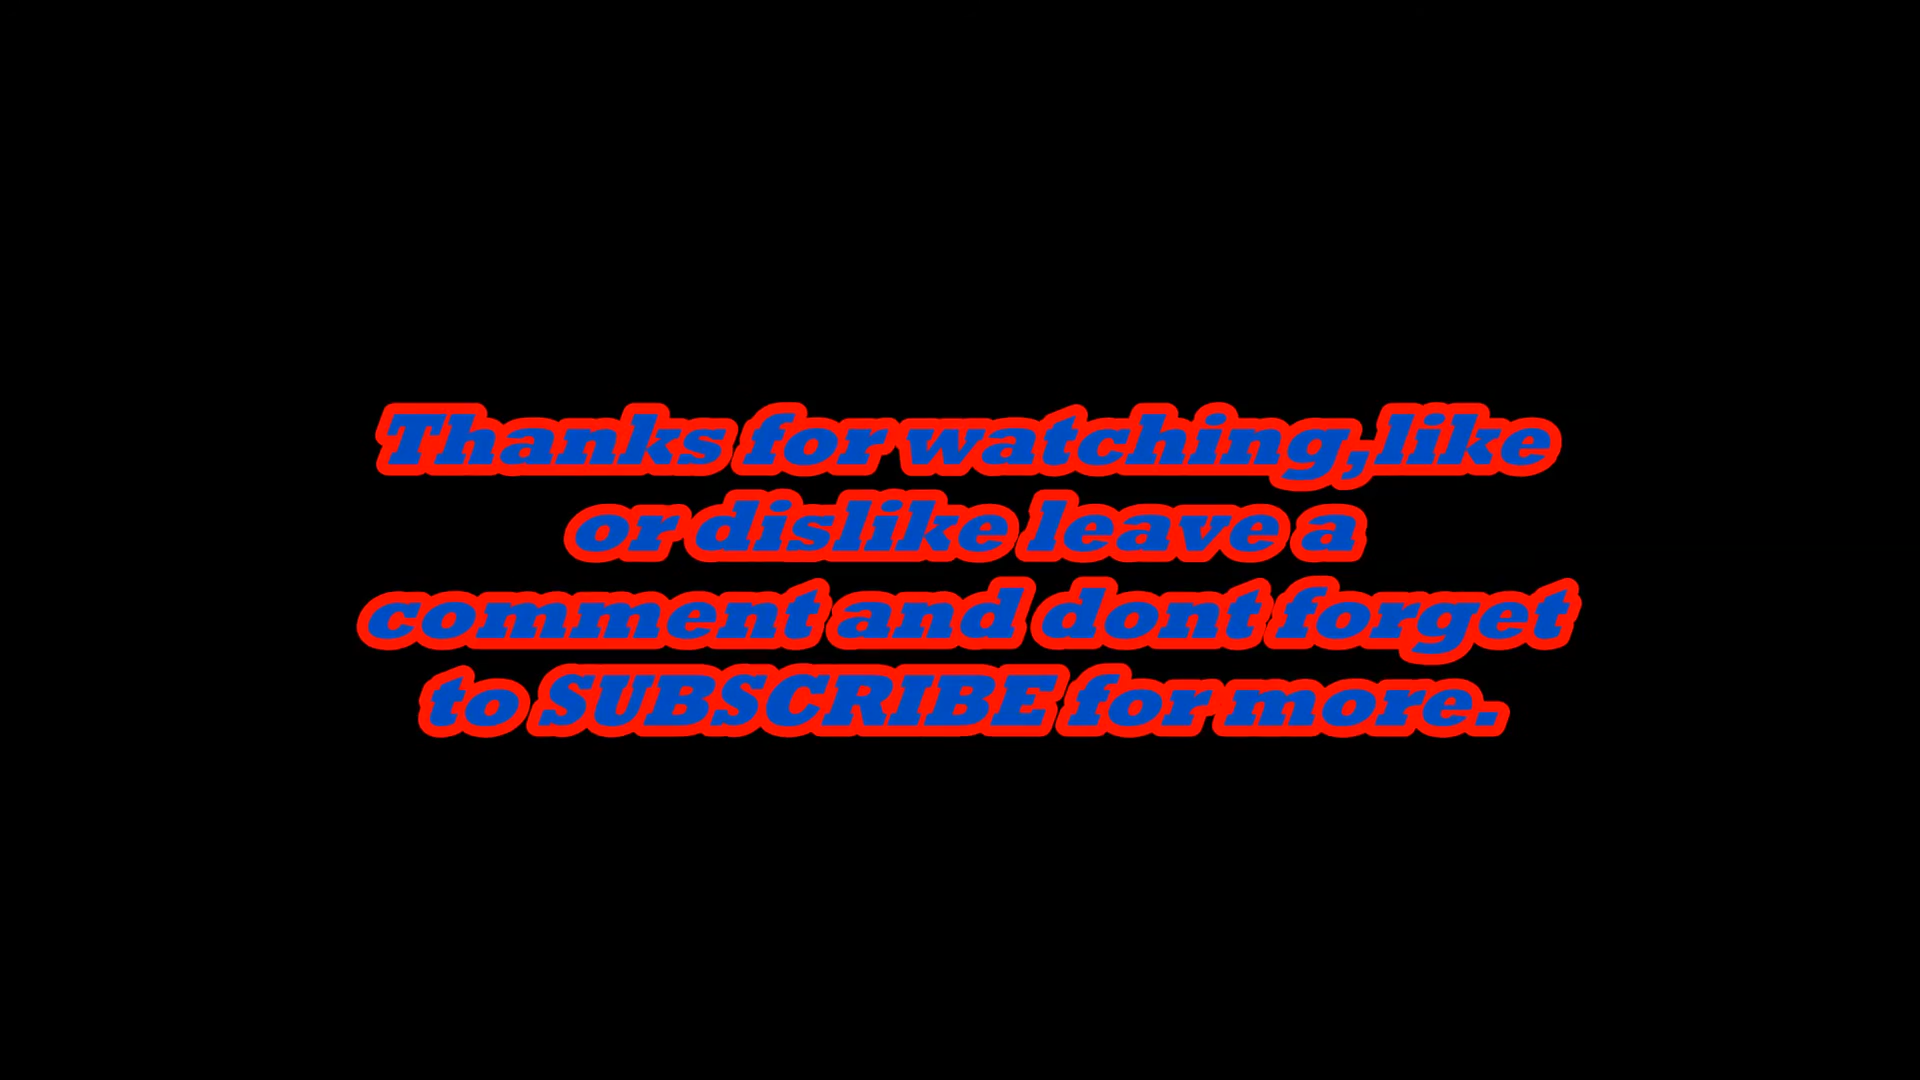 Thanks for watching,like
or dislike leave a
comment and dont forget
to SUBSCRIBE for more.